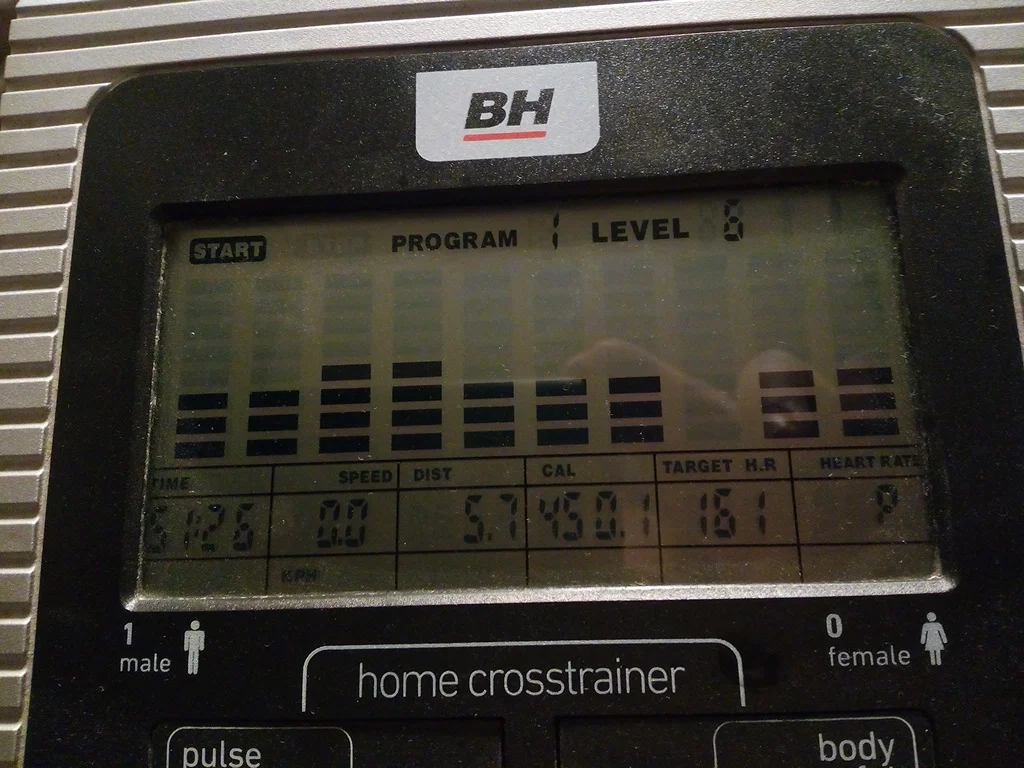 BH
START PROGRAM 1 LEVEL 6
TIME SPEED DIST CAL TARGET H.R HEART RATE
51:26 0.0 5.7 450.1 161 P
KPH
1 male
0 female
home crosstrainer
pulse
body